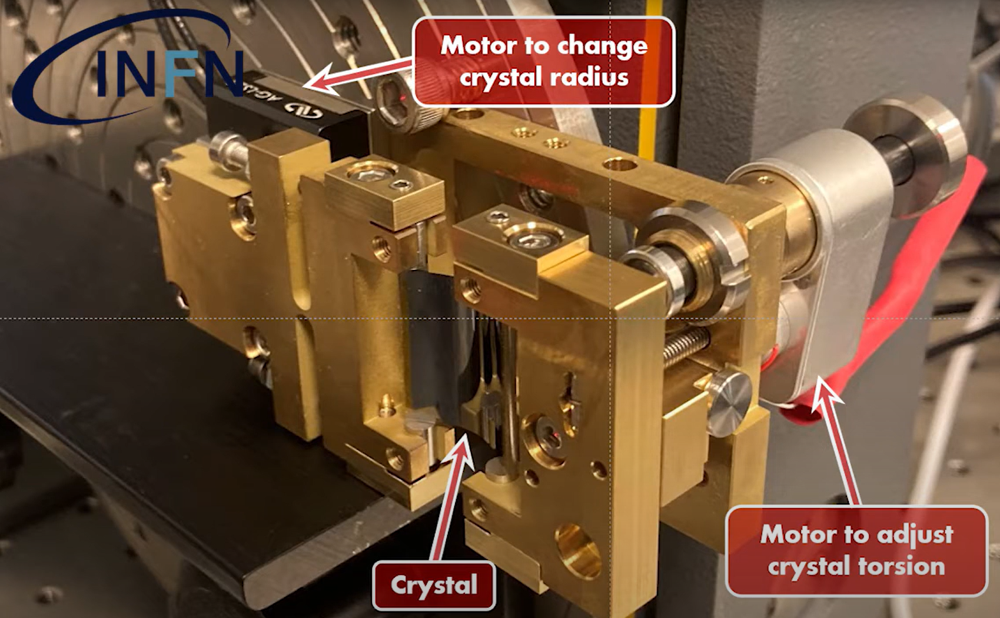 INFN
Motor to change
crystal radius
Crystal
Motor to adjust
crystal torsion